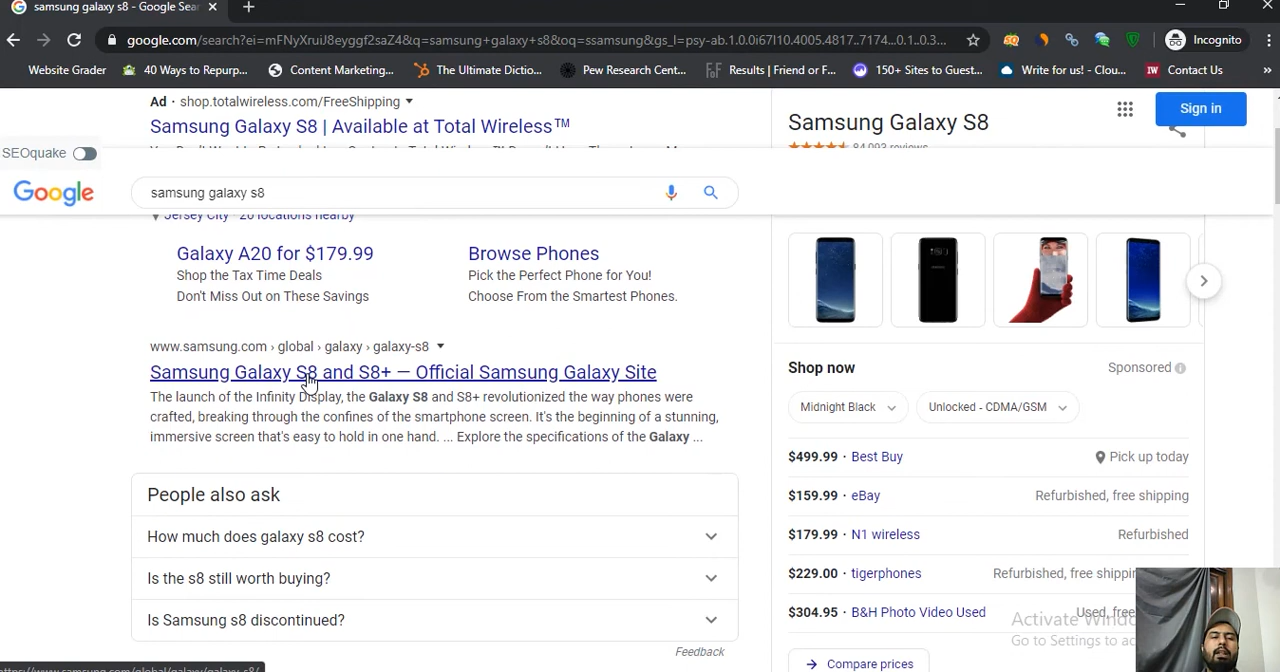 samsung galaxy s8 - Google Sear
google.com/search?ei=mFNyXruiJ8eyggf2saZ4&q=samsung+galaxy+s8&oq=ssamsung&gs_l=psy-ab.1.0.0i67l10.4005.4817..7174...0.1..0.3...
Incognito
Website Grader
40 Ways to Repurp...
Content Marketing...
The Ultimate Dictio...
Pew Research Cent...
Results | Friend or F...
150+ Sites to Guest...
Write for us! - Clou...
Contact Us
»
Ad · shop.totalwireless.com/FreeShipping
Samsung Galaxy S8 | Available at Total Wireless™
Samsung Galaxy S8
Sign in
84,093 reviews
SEOquake
Google
samsung galaxy s8
Jersey City · 20 locations nearby
Galaxy A20 for $179.99
Shop the Tax Time Deals
Don't Miss Out on These Savings
Browse Phones
Pick the Perfect Phone for You!
Choose From the Smartest Phones.
www.samsung.com › global › galaxy › galaxy-s8
Samsung Galaxy S8 and S8+ — Official Samsung Galaxy Site
The launch of the Infinity Display, the Galaxy S8 and S8+ revolutionized the way phones were
crafted, breaking through the confines of the smartphone screen. It's the beginning of a stunning,
immersive screen that's easy to hold in one hand. ... Explore the specifications of the Galaxy ...
People also ask
How much does galaxy s8 cost?
Is the s8 still worth buying?
Is Samsung s8 discontinued?
Feedback
Shop now
Sponsored
Midnight Black
Unlocked - CDMA/GSM
$499.99 · Best Buy
Pick up today
$159.99 · eBay
Refurbished, free shipping
$179.99 · N1 wireless
Refurbished
$229.00 · tigerphones
Refurbished, free shippin
$304.95 · B&H Photo Video Used
Used, free
Activate Windo
Go to Settings to ac
Compare prices
https://www.samsung.com/global/galaxy/galaxy-s8/